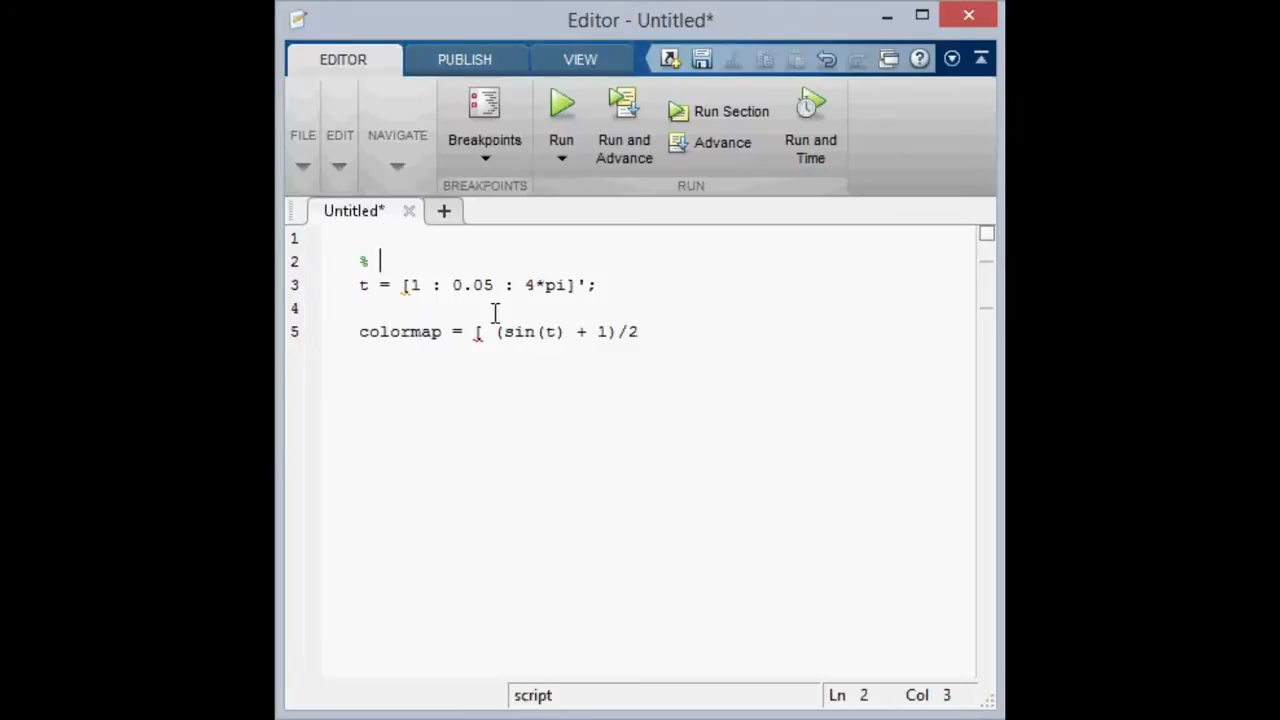 Editor - Untitled*
EDITOR PUBLISH VIEW
FILE EDIT NAVIGATE Breakpoints Run Run and Advance Run Section Advance Run and Time
BREAKPOINTS RUN
Untitled*
1
2 %
3 t = [1 : 0.05 : 4*pi]';
4
5 colormap = [ (sin(t) + 1)/2
script Ln 2 Col 3